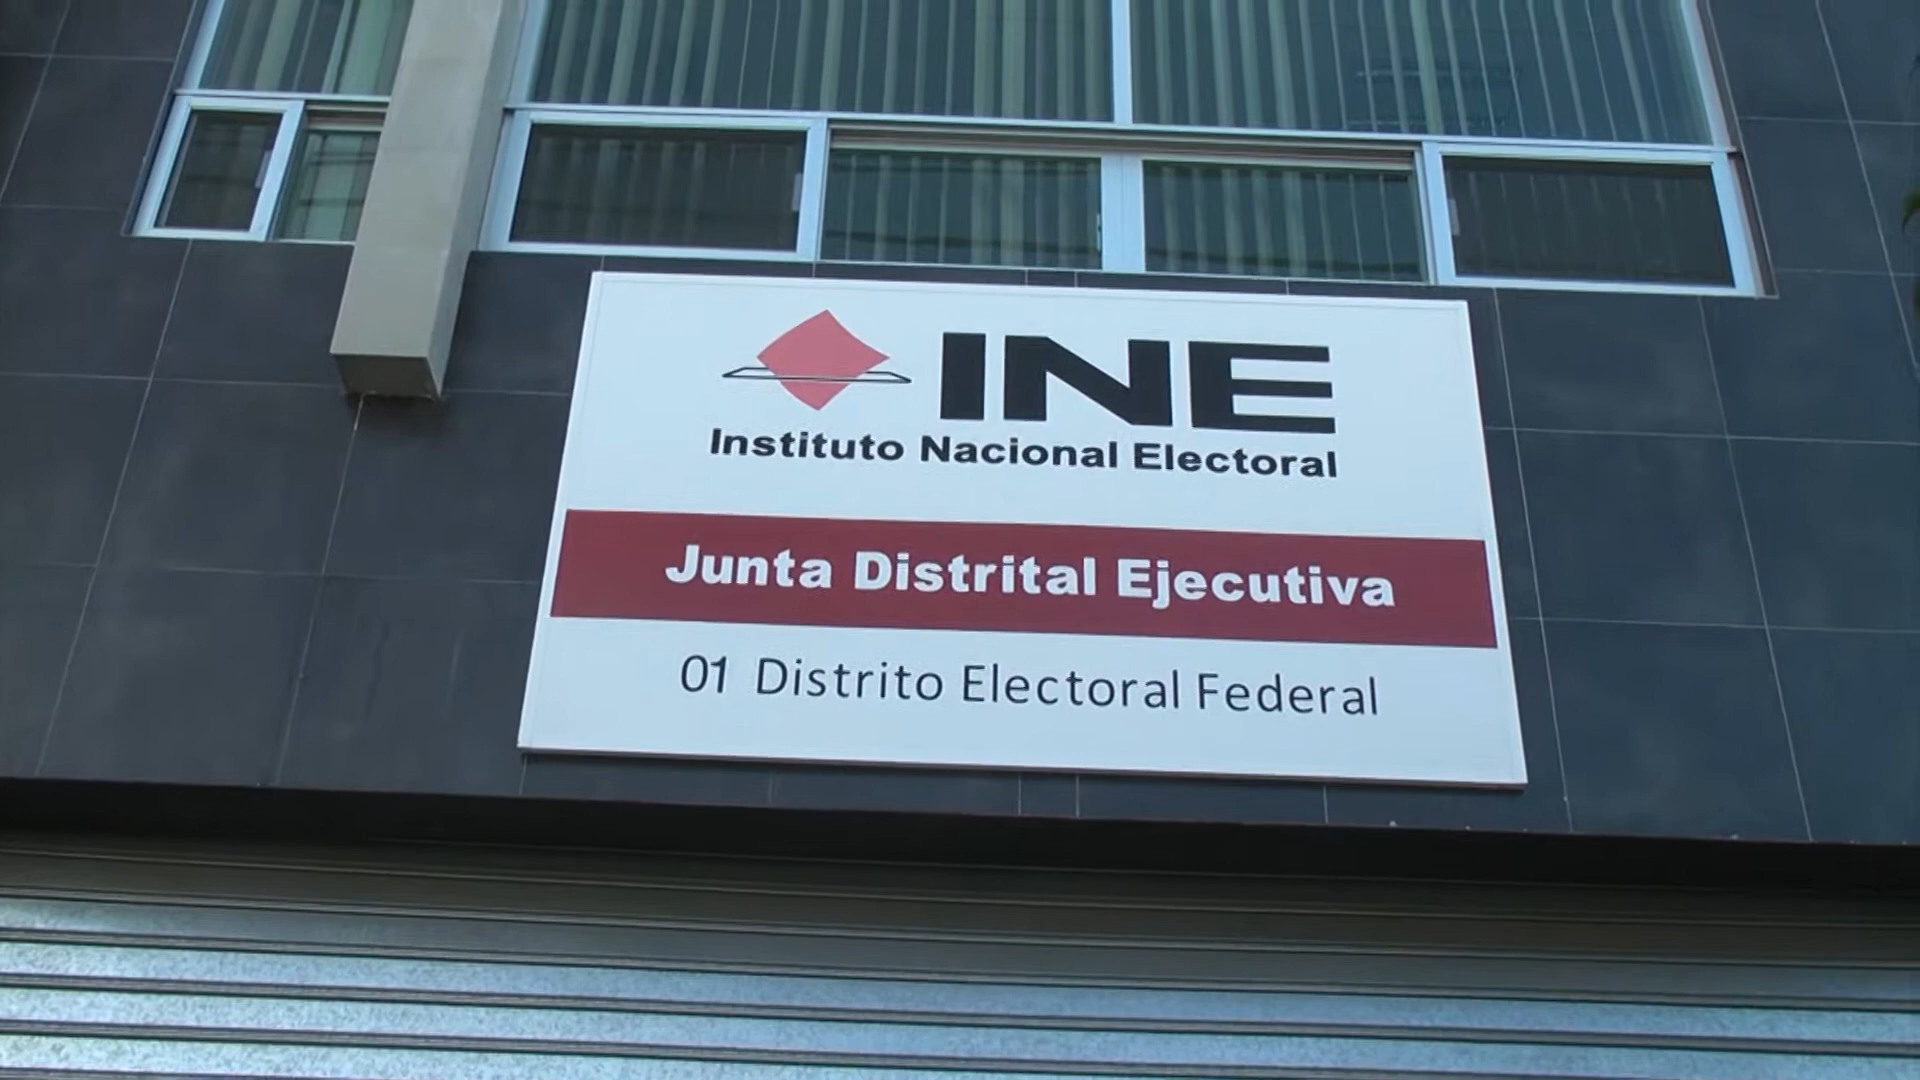 INE
Instituto Nacional Electoral
Junta Distrital Ejecutiva
01 Distrito Electoral Federal